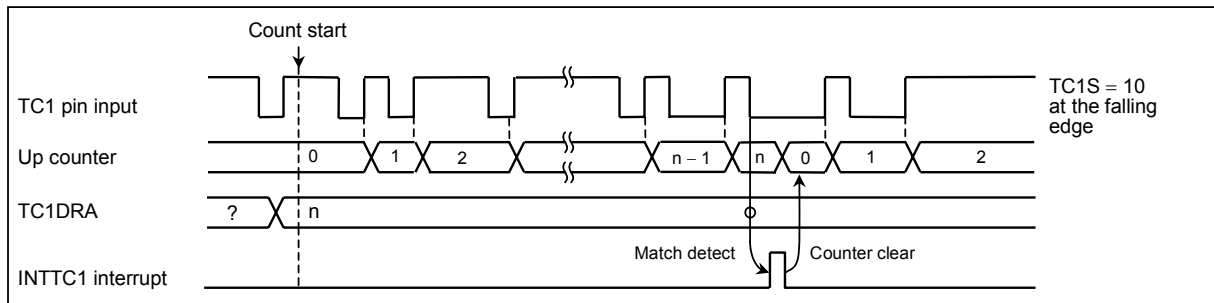 Count start
TC1 pin input
TC1S = 10
at the falling
edge
Up counter
0 1 2 n – 1 n 0 1 2
TC1DRA
? n
Match detect Counter clear
INTTC1 interrupt